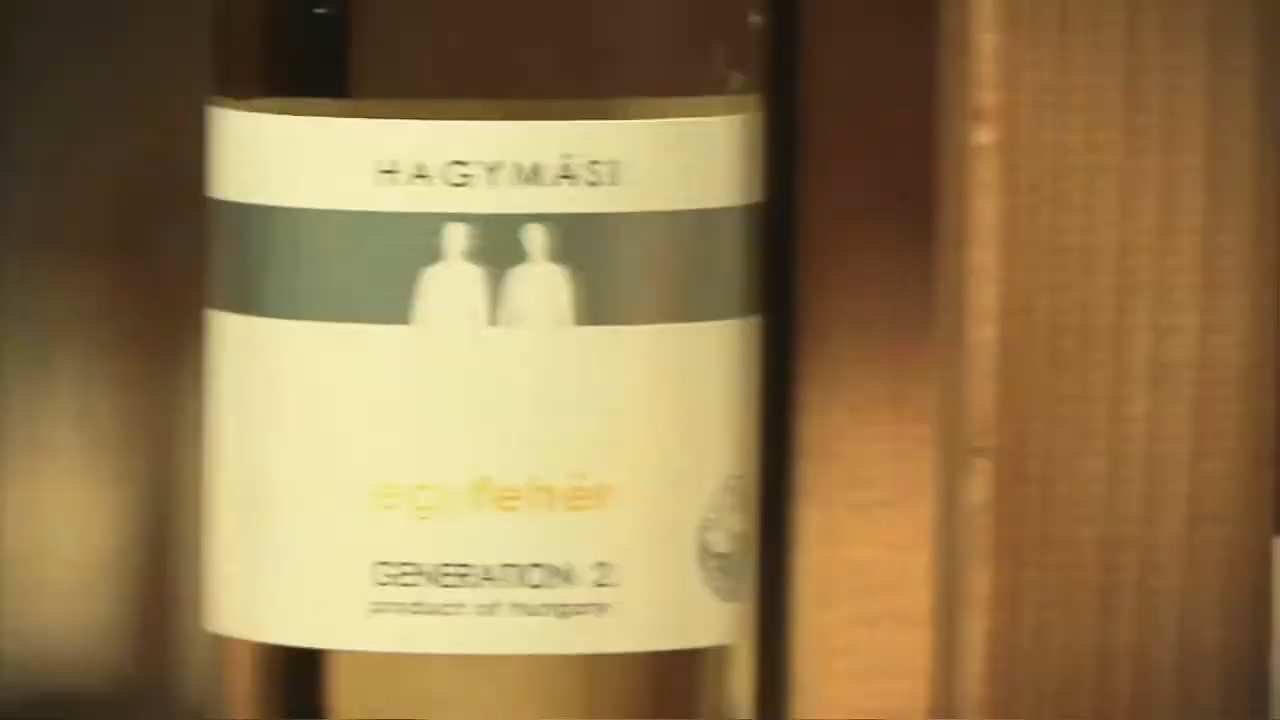 HAGYMÁSI
egri fehér
GENERATION 2.
product of hungary